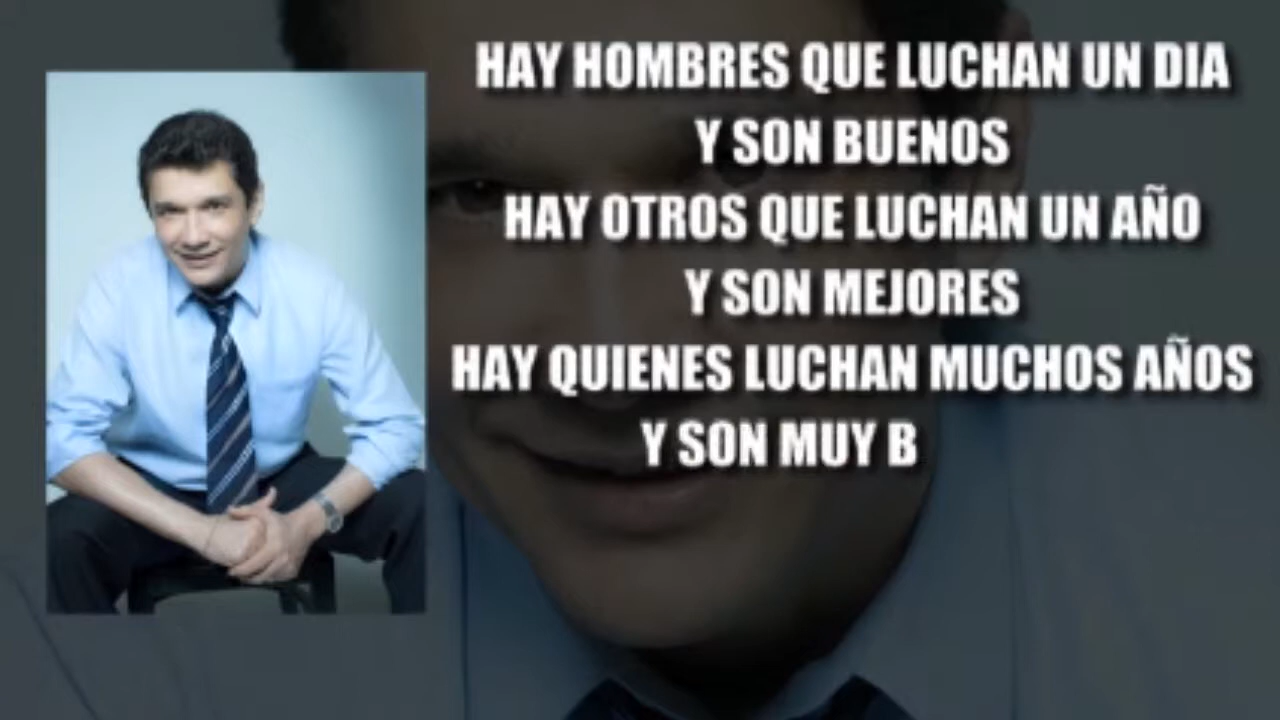 HAY HOMBRES QUE LUCHAN UN DIA
Y SON BUENOS
HAY OTROS QUE LUCHAN UN AÑO
Y SON MEJORES
HAY QUIENES LUCHAN MUCHOS AÑOS
Y SON MUY B